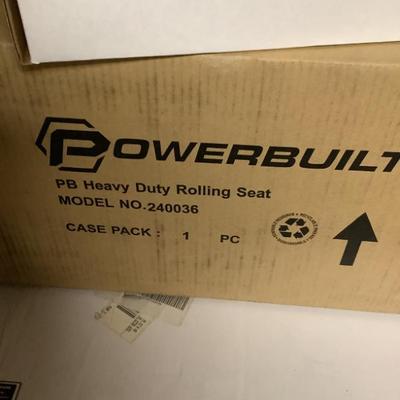 POWERBUILT
PB Heavy Duty Rolling Seat
MODEL NO.240036
CASE PACK: 1 PC